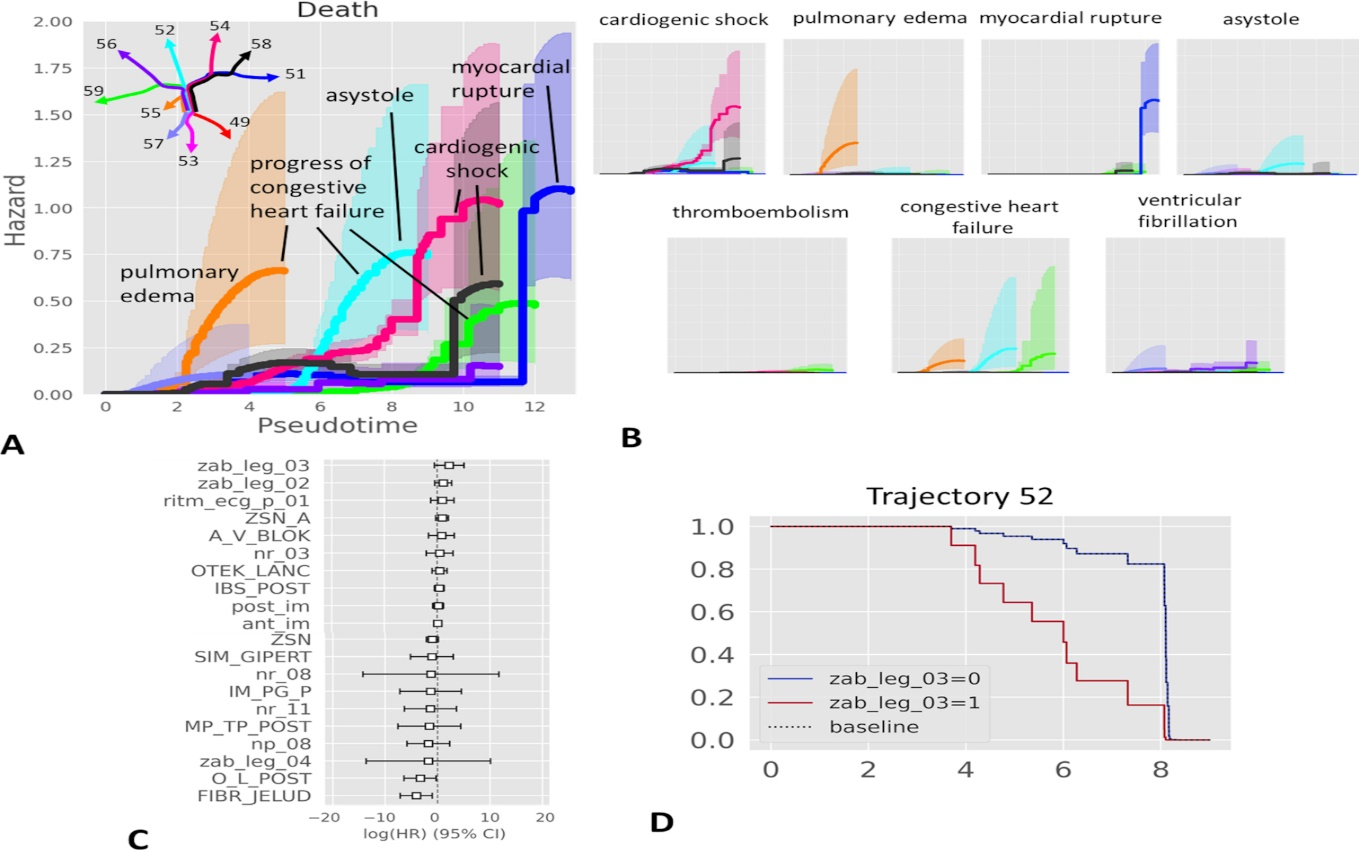 Death
2.00
1.75
1.50
1.25
1.00
0.75
0.50
0.25
0.00
Hazard
0 2 4 6 8 10 12
Pseudotime
56 52 54 58
51
59
55
49
57
53
pulmonary
edema
progress of
congestive
heart failure
asystole
cardiogenic
shock
myocardial
rupture
A
cardiogenic shock
pulmonary edema
myocardial rupture
asystole
thromboembolism
congestive heart
failure
ventricular
fibrillation
B
zab_leg_03
zab_leg_02
ritm_ecg_p_01
ZSN_A
A_V_BLOK
nr_03
OTEK_LANC
IBS_POST
post_im
ant_im
ZSN
SIM_GIPERT
nr_08
IM_PG_P
nr_11
MP_TP_POST
np_08
zab_leg_04
O_L_POST
FIBR_JELUD
−20 −10 0 10 20
log(HR) (95% CI)
C
Trajectory 52
1.0
0.8
0.6
0.4
0.2
0.0
zab_leg_03=0
zab_leg_03=1
baseline
0 2 4 6 8
D